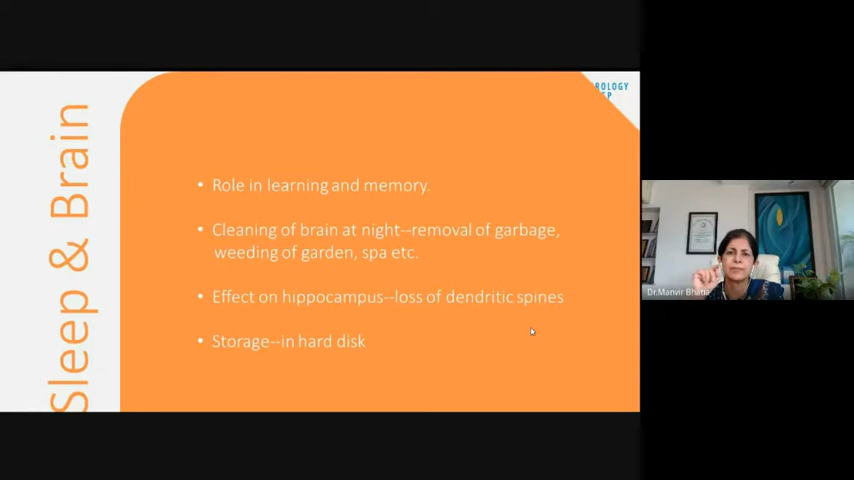 Sleep & Brain
• Role in learning and memory.
• Cleaning of brain at night--removal of garbage,
weeding of garden, spa etc.
• Effect on hippocampus--loss of dendritic spines
• Storage--in hard disk
Dr.Manvir Bhatia